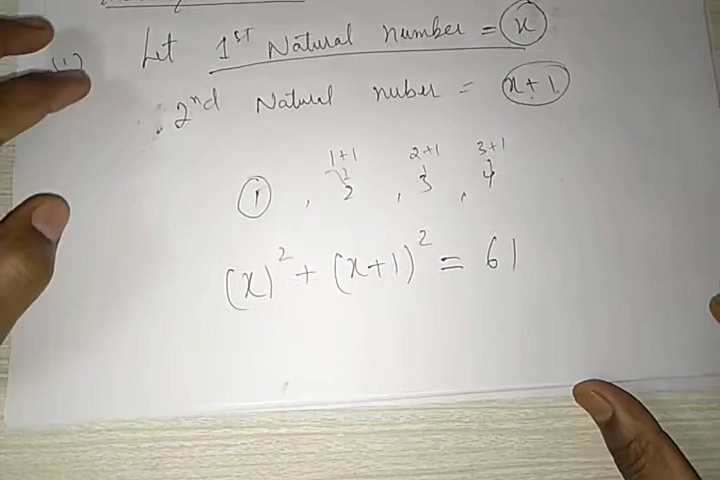 (1) Let 1st Natural number = x
∴ 2nd Natural nuber = x+1
1+1 2+1 3+1
1 , 2 , 3 , 4
(x)² + (x+1)² = 61